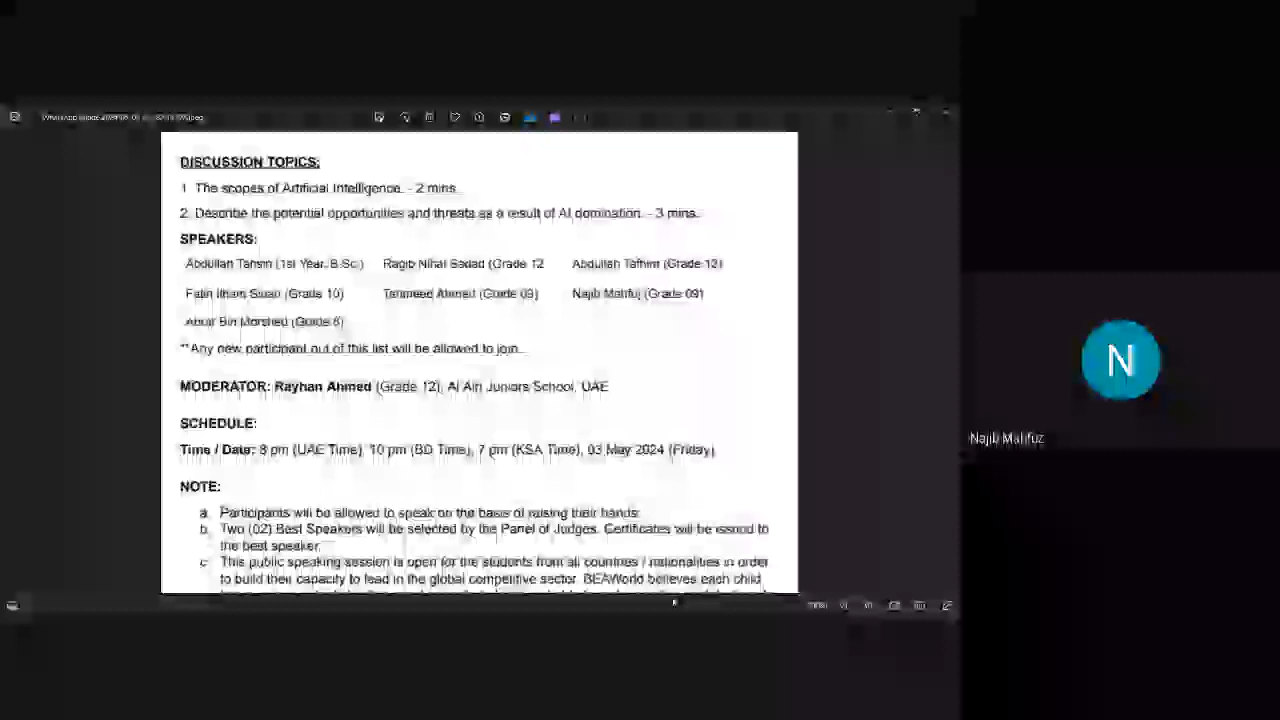 DISCUSSION TOPICS:
1. The scopes of Artificial Intelligence. - 2 mins.
2. Describe the potential opportunities and threats as a result of AI domination. - 3 mins.
SPEAKERS:
Abdullah Tahsin (1st Year, B.Sc.) Ragib Nihal Sadad (Grade 12 Abdullah Tafhim (Grade 12)
(Grade 10) Tahmeed Ahmed (Grade 09) Najib Mahfuj (Grade 09)
Abrar Bin Morshed (Grade 6)
**Any new participant out of this list will be allowed to join.
MODERATOR: Rayhan Ahmed (Grade 12), Al Ain Juniors School, UAE
SCHEDULE:
Time / Date: 8 pm (UAE Time), 10 pm (BD Time), 7 pm (KSA Time), 03 May 2024 (Friday)
NOTE:
a. Participants will be allowed to speak on the basis of raising their hands.
b. Two (02) Best Speakers will be selected by the Panel of Judges. Certificates will be issued to
the best speaker.
c. This public speaking session is open for the students from all countries / nationalities in order
to build their capacity to lead in the global competitive sector. BEAWorld believes each child
N
Najib Mahfuz